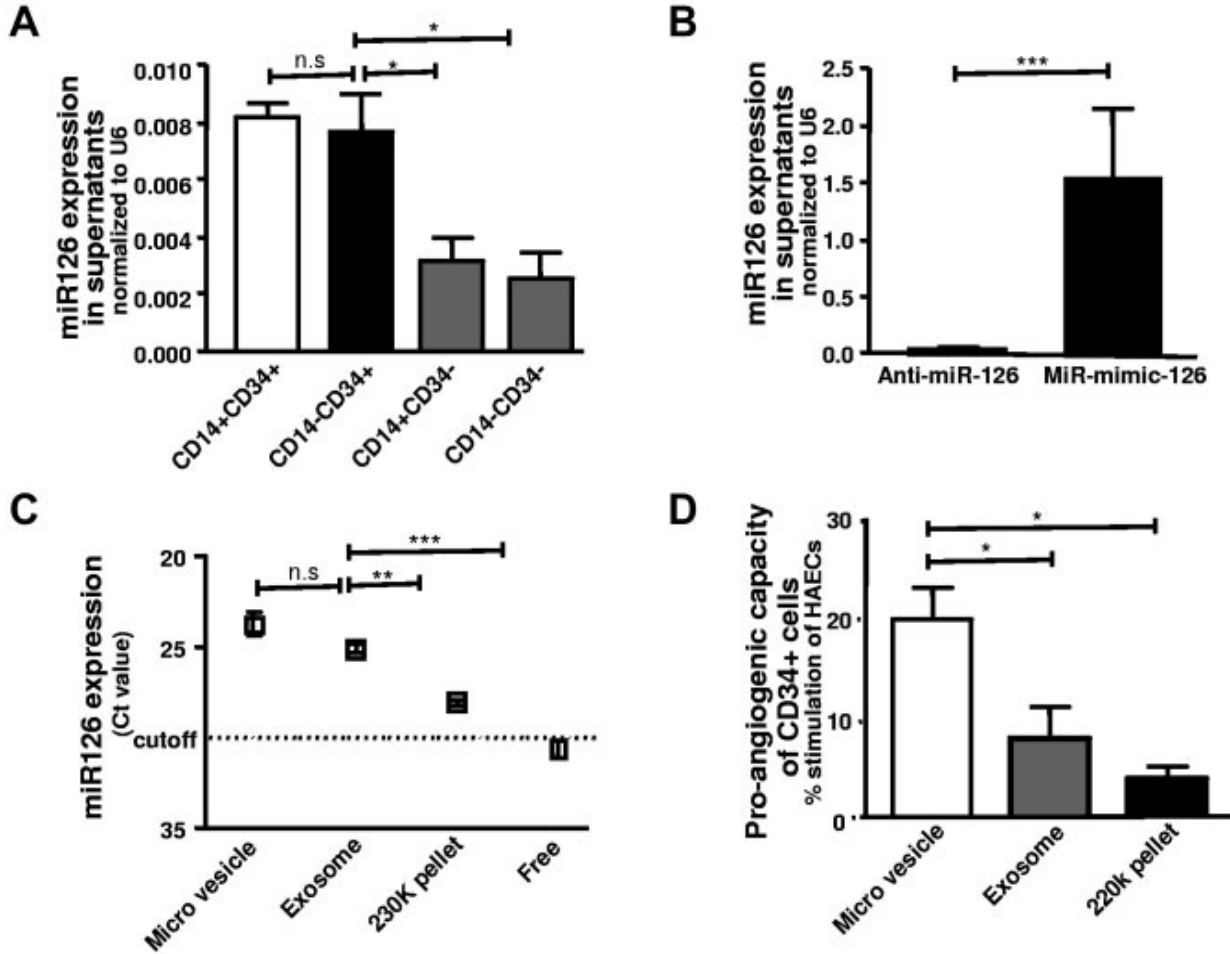 A
miR126 expression
in supernatants
normalized to U6
0.010
0.008
0.006
0.004
0.002
0.000
n.s
*
*
CD14+CD34+
CD14-CD34+
CD14+CD34-
CD14-CD34-
B
miR126 expression
in supernatants
normalized to U6
2.5
2.0
1.5
1.0
0.5
0.0
***
Anti-miR-126
MiR-mimic-126
C
miR126 expression
(Ct value)
20
25
cutoff
35
n.s
**
***
Micro vesicle
Exosome
230K pellet
Free
D
Pro-angiogenic capacity
of CD34+ cells
% stimulation of HAECs
30
20
10
0
*
*
Micro vesicle
Exosome
220k pellet